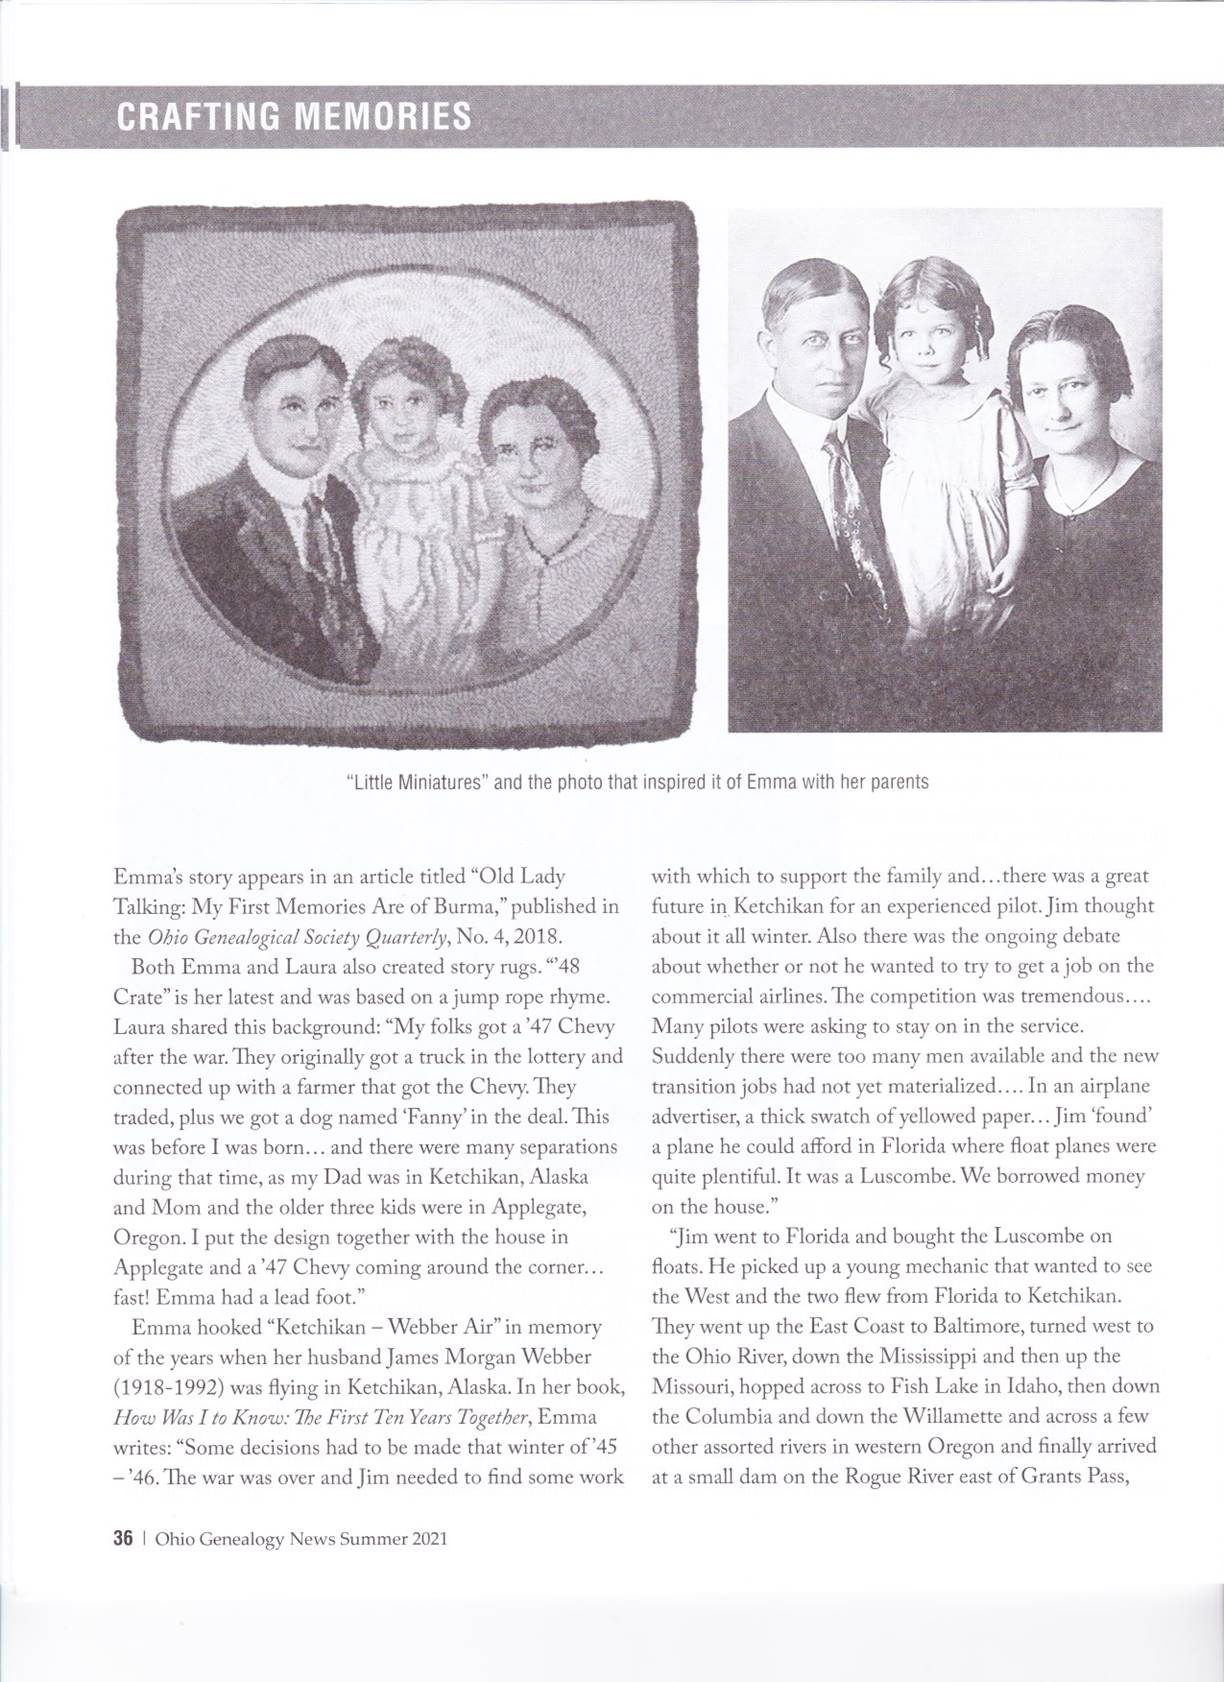 CRAFTING MEMORIES
“Little Miniatures” and the photo that inspired it of Emma with her parents
Emma’s story appears in an article titled “Old Lady
Talking: My First Memories Are of Burma,” published in
the Ohio Genealogical Society Quarterly, No. 4, 2018.
Both Emma and Laura also created story rugs. “’48
Crate” is her latest and was based on a jump rope rhyme.
Laura shared this background: “My folks got a ’47 Chevy
after the war. They originally got a truck in the lottery and
connected up with a farmer that got the Chevy. They
traded, plus we got a dog named ‘Fanny’ in the deal. This
was before I was born… and there were many separations
during that time, as my Dad was in Ketchikan, Alaska
and Mom and the older three kids were in Applegate,
Oregon. I put the design together with the house in
Applegate and a ’47 Chevy coming around the corner…
fast! Emma had a lead foot.”
Emma hooked “Ketchikan – Webber Air” in memory
of the years when her husband James Morgan Webber
(1918-1992) was flying in Ketchikan, Alaska. In her book,
How Was I to Know: The First Ten Years Together, Emma
writes: “Some decisions had to be made that winter of ’45
– ’46. The war was over and Jim needed to find some work
with which to support the family and…there was a great
future in Ketchikan for an experienced pilot. Jim thought
about it all winter. Also there was the ongoing debate
about whether or not he wanted to try to get a job on the
commercial airlines. The competition was tremendous….
Many pilots were asking to stay on in the service.
Suddenly there were too many men available and the new
transition jobs had not yet materialized…. In an airplane
advertiser, a thick swatch of yellowed paper… Jim ‘found’
a plane he could afford in Florida where float planes were
quite plentiful. It was a Luscombe. We borrowed money
on the house.”
“Jim went to Florida and bought the Luscombe on
floats. He picked up a young mechanic that wanted to see
the West and the two flew from Florida to Ketchikan.
They went up the East Coast to Baltimore, turned west to
the Ohio River, down the Mississippi and then up the
Missouri, hopped across to Fish Lake in Idaho, then down
the Columbia and down the Willamette and across a few
other assorted rivers in western Oregon and finally arrived
at a small dam on the Rogue River east of Grants Pass,
36 | Ohio Genealogy News Summer 2021